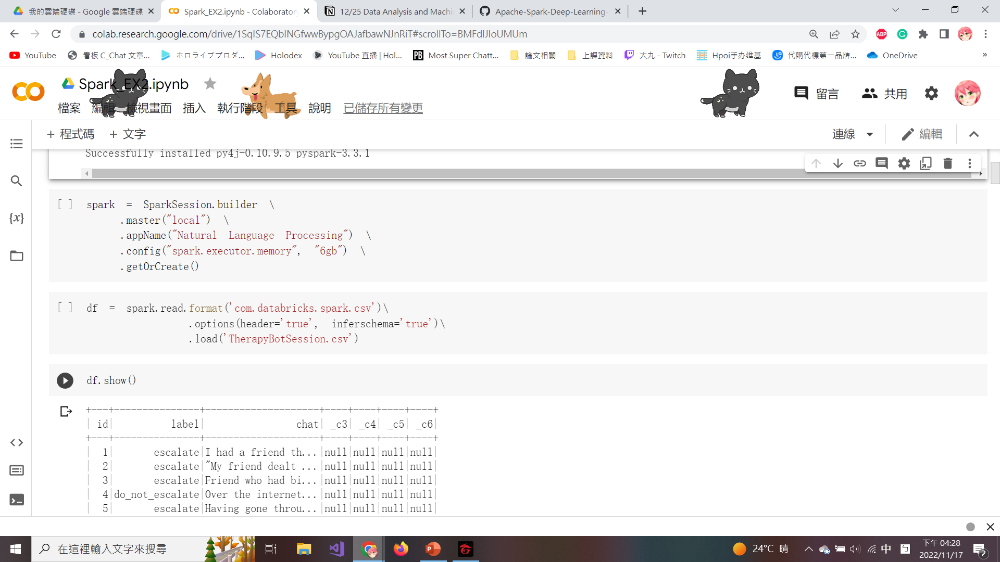 我的雲端硬碟 - Google 雲端硬碟
Spark_EX2.ipynb - Colaboratory
12/25 Data Analysis and Machi
Apache-Spark-Deep-Learning-
colab.research.google.com/drive/1SqIS7EQbINGfwwBypgOAJafbawNJnRiT#scrollTo=BMFdIJIoUMUm
ABP
YouTube
看板 C_Chat 文章...
ホロライブプロダ...
Holodex
YouTube 直播 | Hol...
PB
Most Super Chatt...
論文相關
上課資料
大丸 - Twitch
Hpoi手办维基
代購代標第一品牌...
OneDrive
»
Spark_EX2.ipynb
留言
共用
檔案 編輯 檢視畫面 插入 執行階段 工具 說明 已儲存所有變更
+ 程式碼 + 文字
連線
編輯
Successfully installed py4j-0.10.9.5 pyspark-3.3.1
{x}
[ ] spark = SparkSession.builder \
.master("local") \
.appName("Natural Language Processing") \
.config("spark.executor.memory", "6gb") \
.getOrCreate()
[ ] df = spark.read.format('com.databricks.spark.csv')\
.options(header='true', inferschema='true')\
.load('TherapyBotSession.csv')
df.show()
+---+---------------+--------------------+----+----+----+----+
| id| label| chat| _c3| _c4| _c5| _c6|
+---+---------------+--------------------+----+----+----+----+
| 1| escalate|I had a friend th...|null|null|null|null|
| 2| escalate|"My friend dealt ...|null|null|null|null|
| 3| escalate|Friend who had bi...|null|null|null|null|
| 4|do_not_escalate|Over the internet...|null|null|null|null|
| 5| escalate|Having gone throu...|null|null|null|null|
在這裡輸入文字來搜尋
24°C 晴
中
下午 04:28
2022/11/17
2